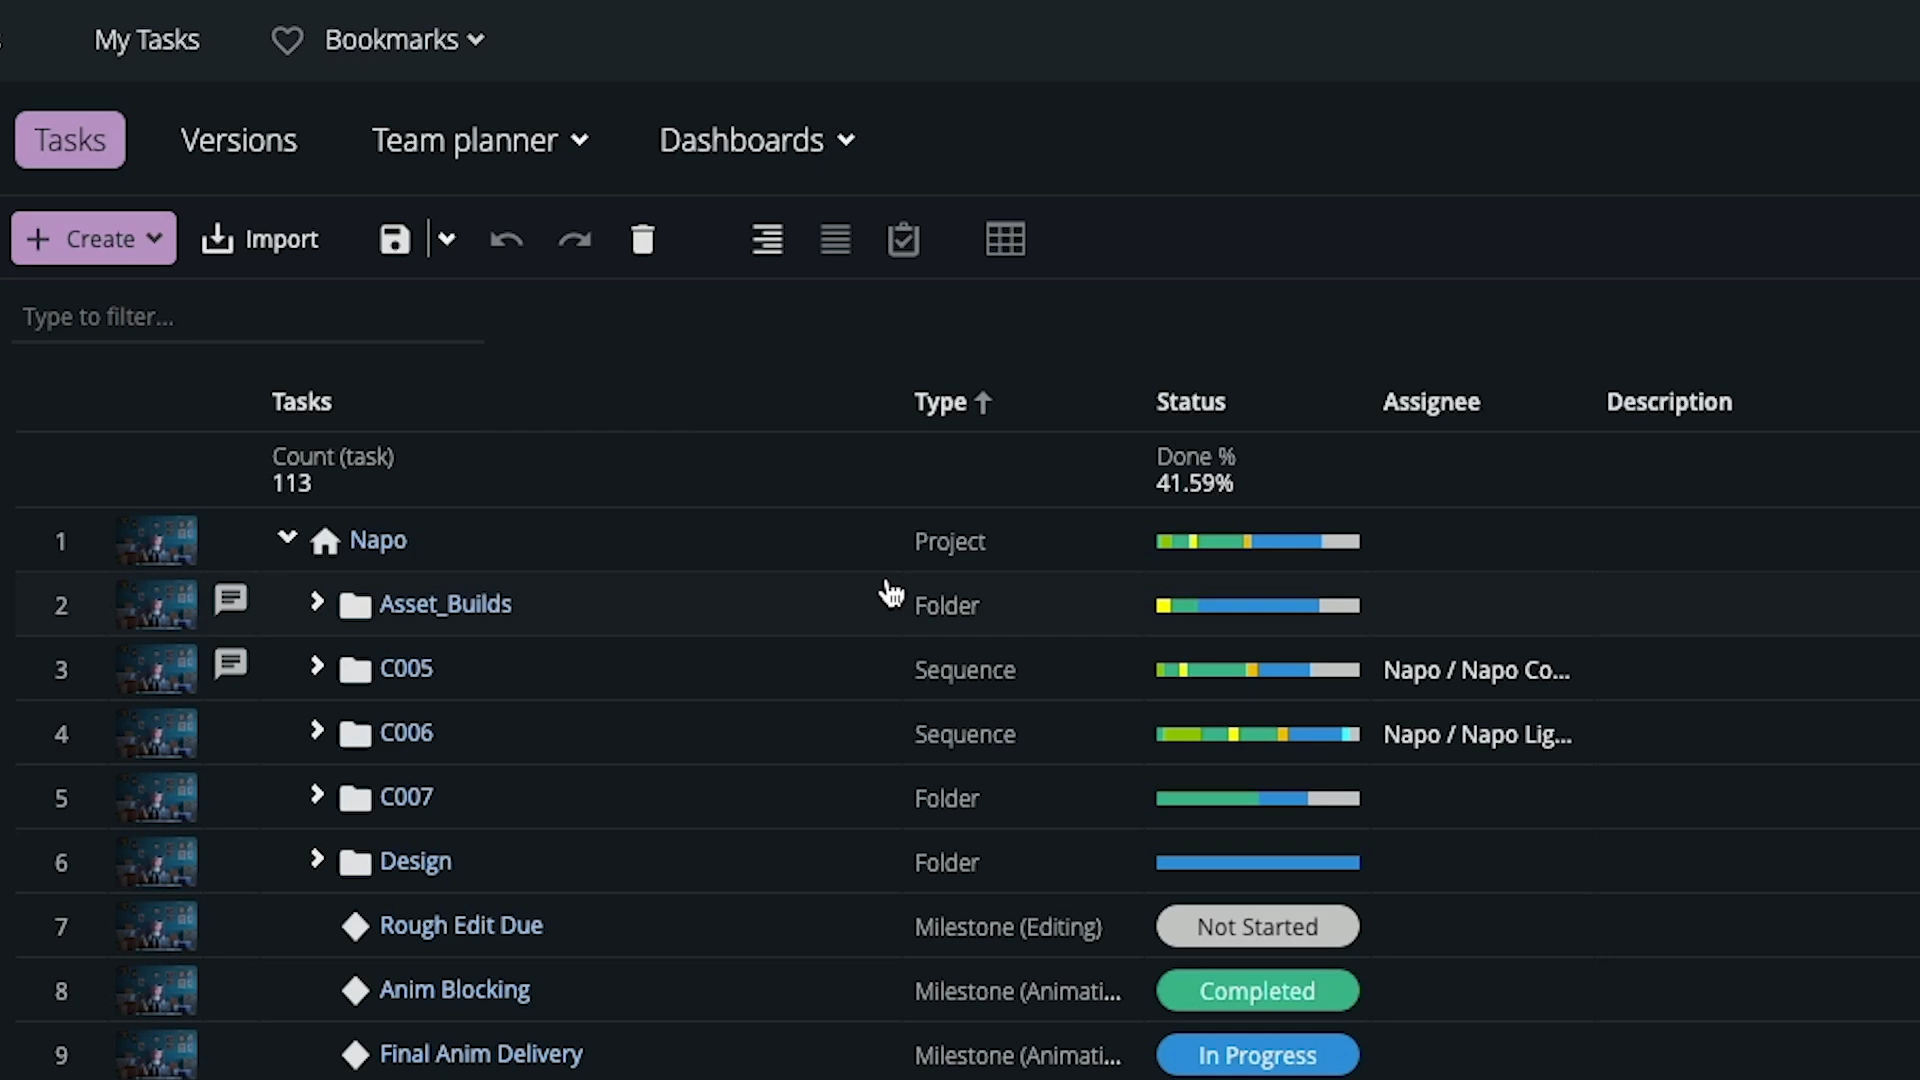 My Tasks Bookmarks
Tasks Versions Team planner Dashboards
+ Create Import
Type to filter...
Tasks Type Status Assignee Description
Count (task) Done %
113 41.59%
1 Napo Project
2 Asset_Builds Folder
3 C005 Sequence Napo / Napo Co...
4 C006 Sequence Napo / Napo Lig...
5 C007 Folder
6 Design Folder
7 Rough Edit Due Milestone (Editing) Not Started
8 Anim Blocking Milestone (Animati... Completed
9 Final Anim Delivery Milestone (Animati... In Progress